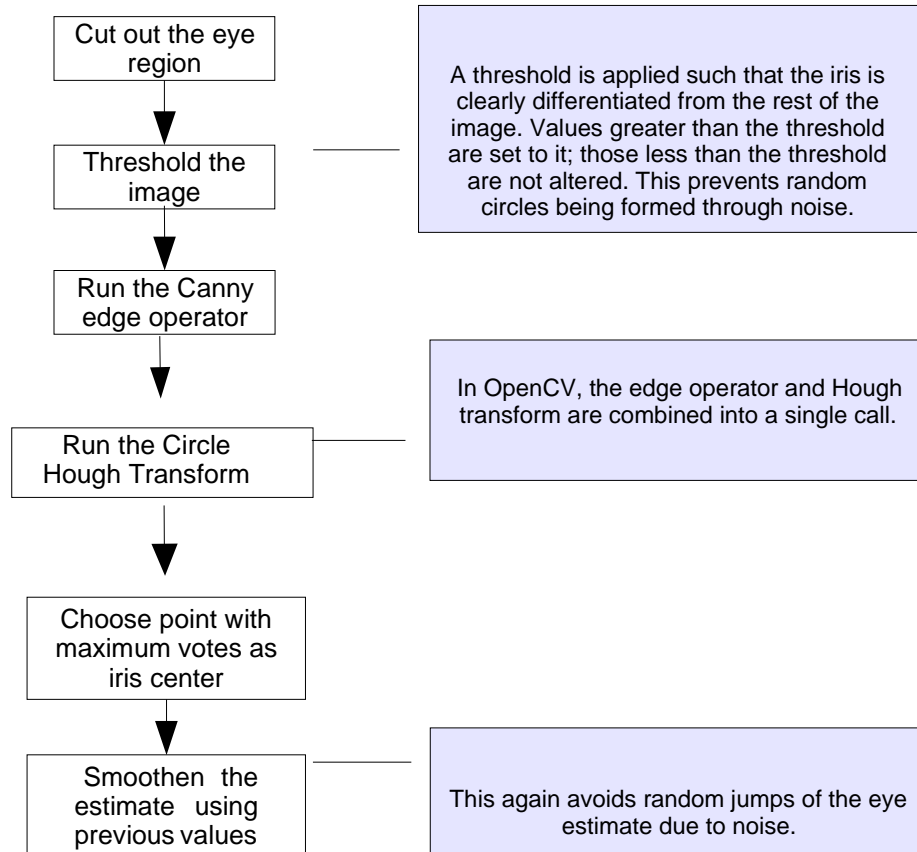 Cut out the eye
region
A threshold is applied such that the iris is
clearly differentiated from the rest of the
image. Values greater than the threshold
are set to it; those less than the threshold
are not altered. This prevents random
circles being formed through noise.
Threshold the
image
Run the Canny
edge operator
In OpenCV, the edge operator and Hough
transform are combined into a single call.
Run the Circle
Hough Transform
Choose point with
maximum votes as
iris center
Smoothen the
estimate using
previous values
This again avoids random jumps of the eye
estimate due to noise.